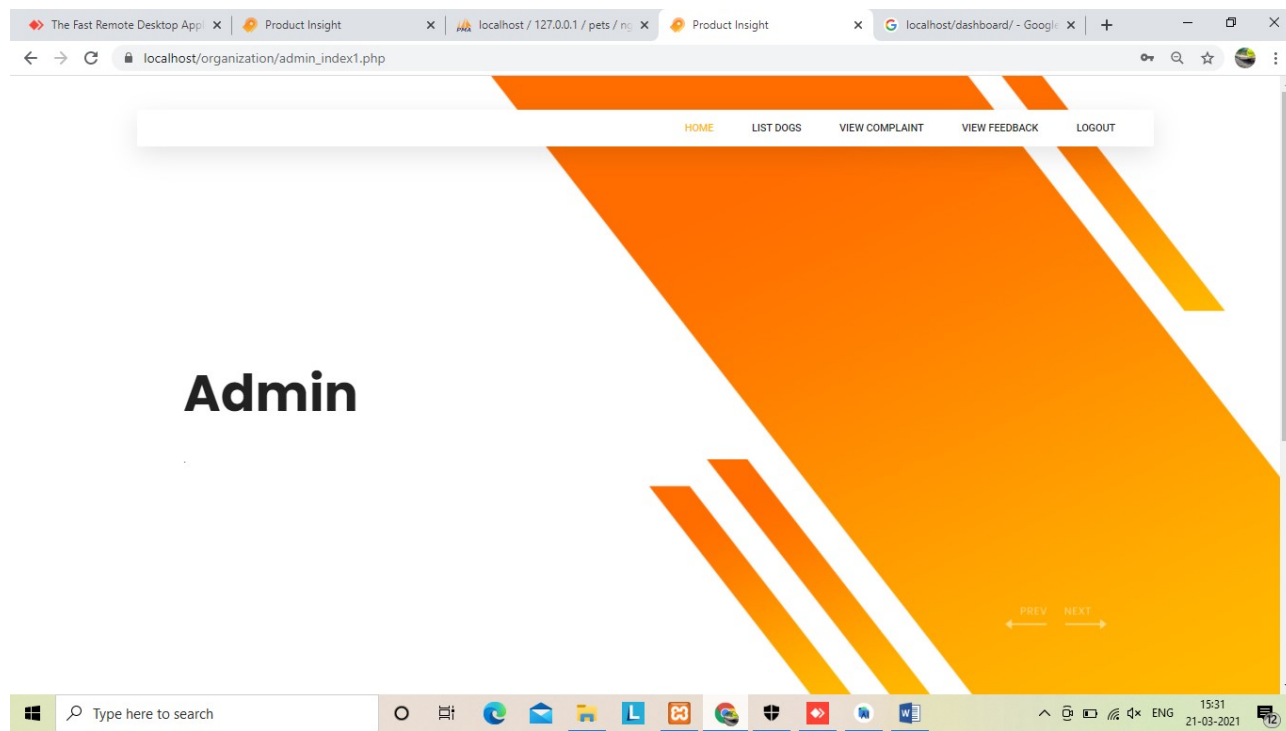 The Fast Remote Desktop Appl
Product Insight
localhost / 127.0.0.1 / pets / ng
Product Insight
localhost/dashboard/ - Google
localhost/organization/admin_index1.php
HOME LIST DOGS VIEW COMPLAINT VIEW FEEDBACK LOGOUT
Admin
.
PREV NEXT
Type here to search
ENG
15:31
21-03-2021
12